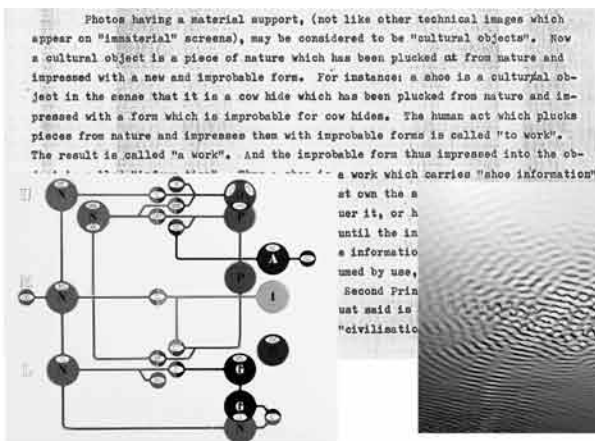 Photos having a material support, (not like other technical images which
appear on "immaterial" screens), may be considered to be "cultural objects". Now
a cultural object is a piece of nature which has been plucked at from nature and
impressed with a new and improbable form. For instance: a shoe is a cultural ob-
ject in the sense that it is a cow hide which has been plucked from nature and im-
pressed with a form which is improbable for cow hides. The human act which plucks
pieces from nature and impresses them with improbable forms is called "to work".
The result is called "a work". And the improbable form thus impressed into the ob-
a work which carries "shoe information"
at own the
uer it, or
until the in
e informatio
umed by use,
Second Prin
ust said is
"civilisatio
N
N
P
A
N
P
1
N
G
G
N